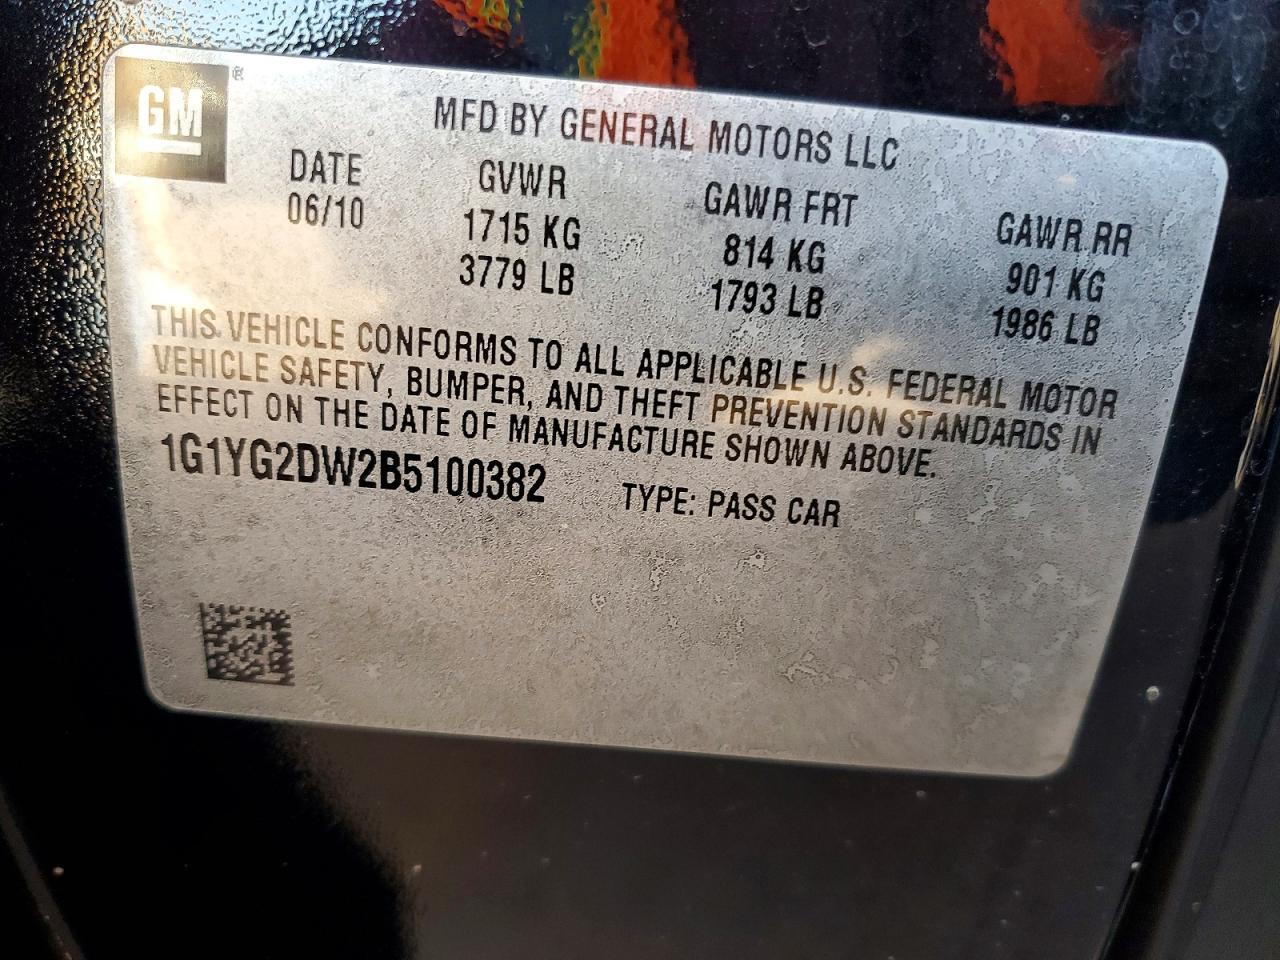 GM ®
MFD BY GENERAL MOTORS LLC
DATE GVWR GAWR FRT GAWR RR
06/10 1715 KG 814 KG 901 KG
3779 LB 1793 LB 1986 LB
THIS VEHICLE CONFORMS TO ALL APPLICABLE U.S. FEDERAL MOTOR
VEHICLE SAFETY, BUMPER, AND THEFT PREVENTION STANDARDS IN
EFFECT ON THE DATE OF MANUFACTURE SHOWN ABOVE.
1G1YG2DW2B5100382 TYPE: PASS CAR